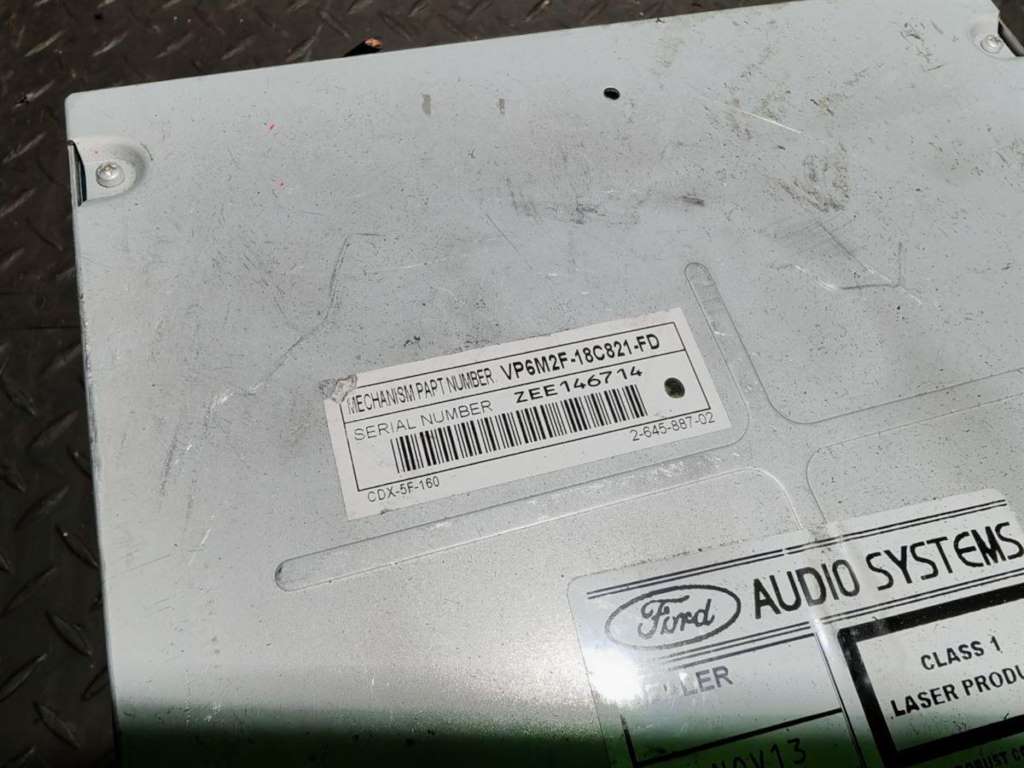 MECHANISM PART NUMBER VP6M2F-18C821-FD
SERIAL NUMBER ZEE146714
2-645-887-02
CDX-5F-160
Ford AUDIO SYSTEMS
CLASS 1
LASER PRODU
NOV13